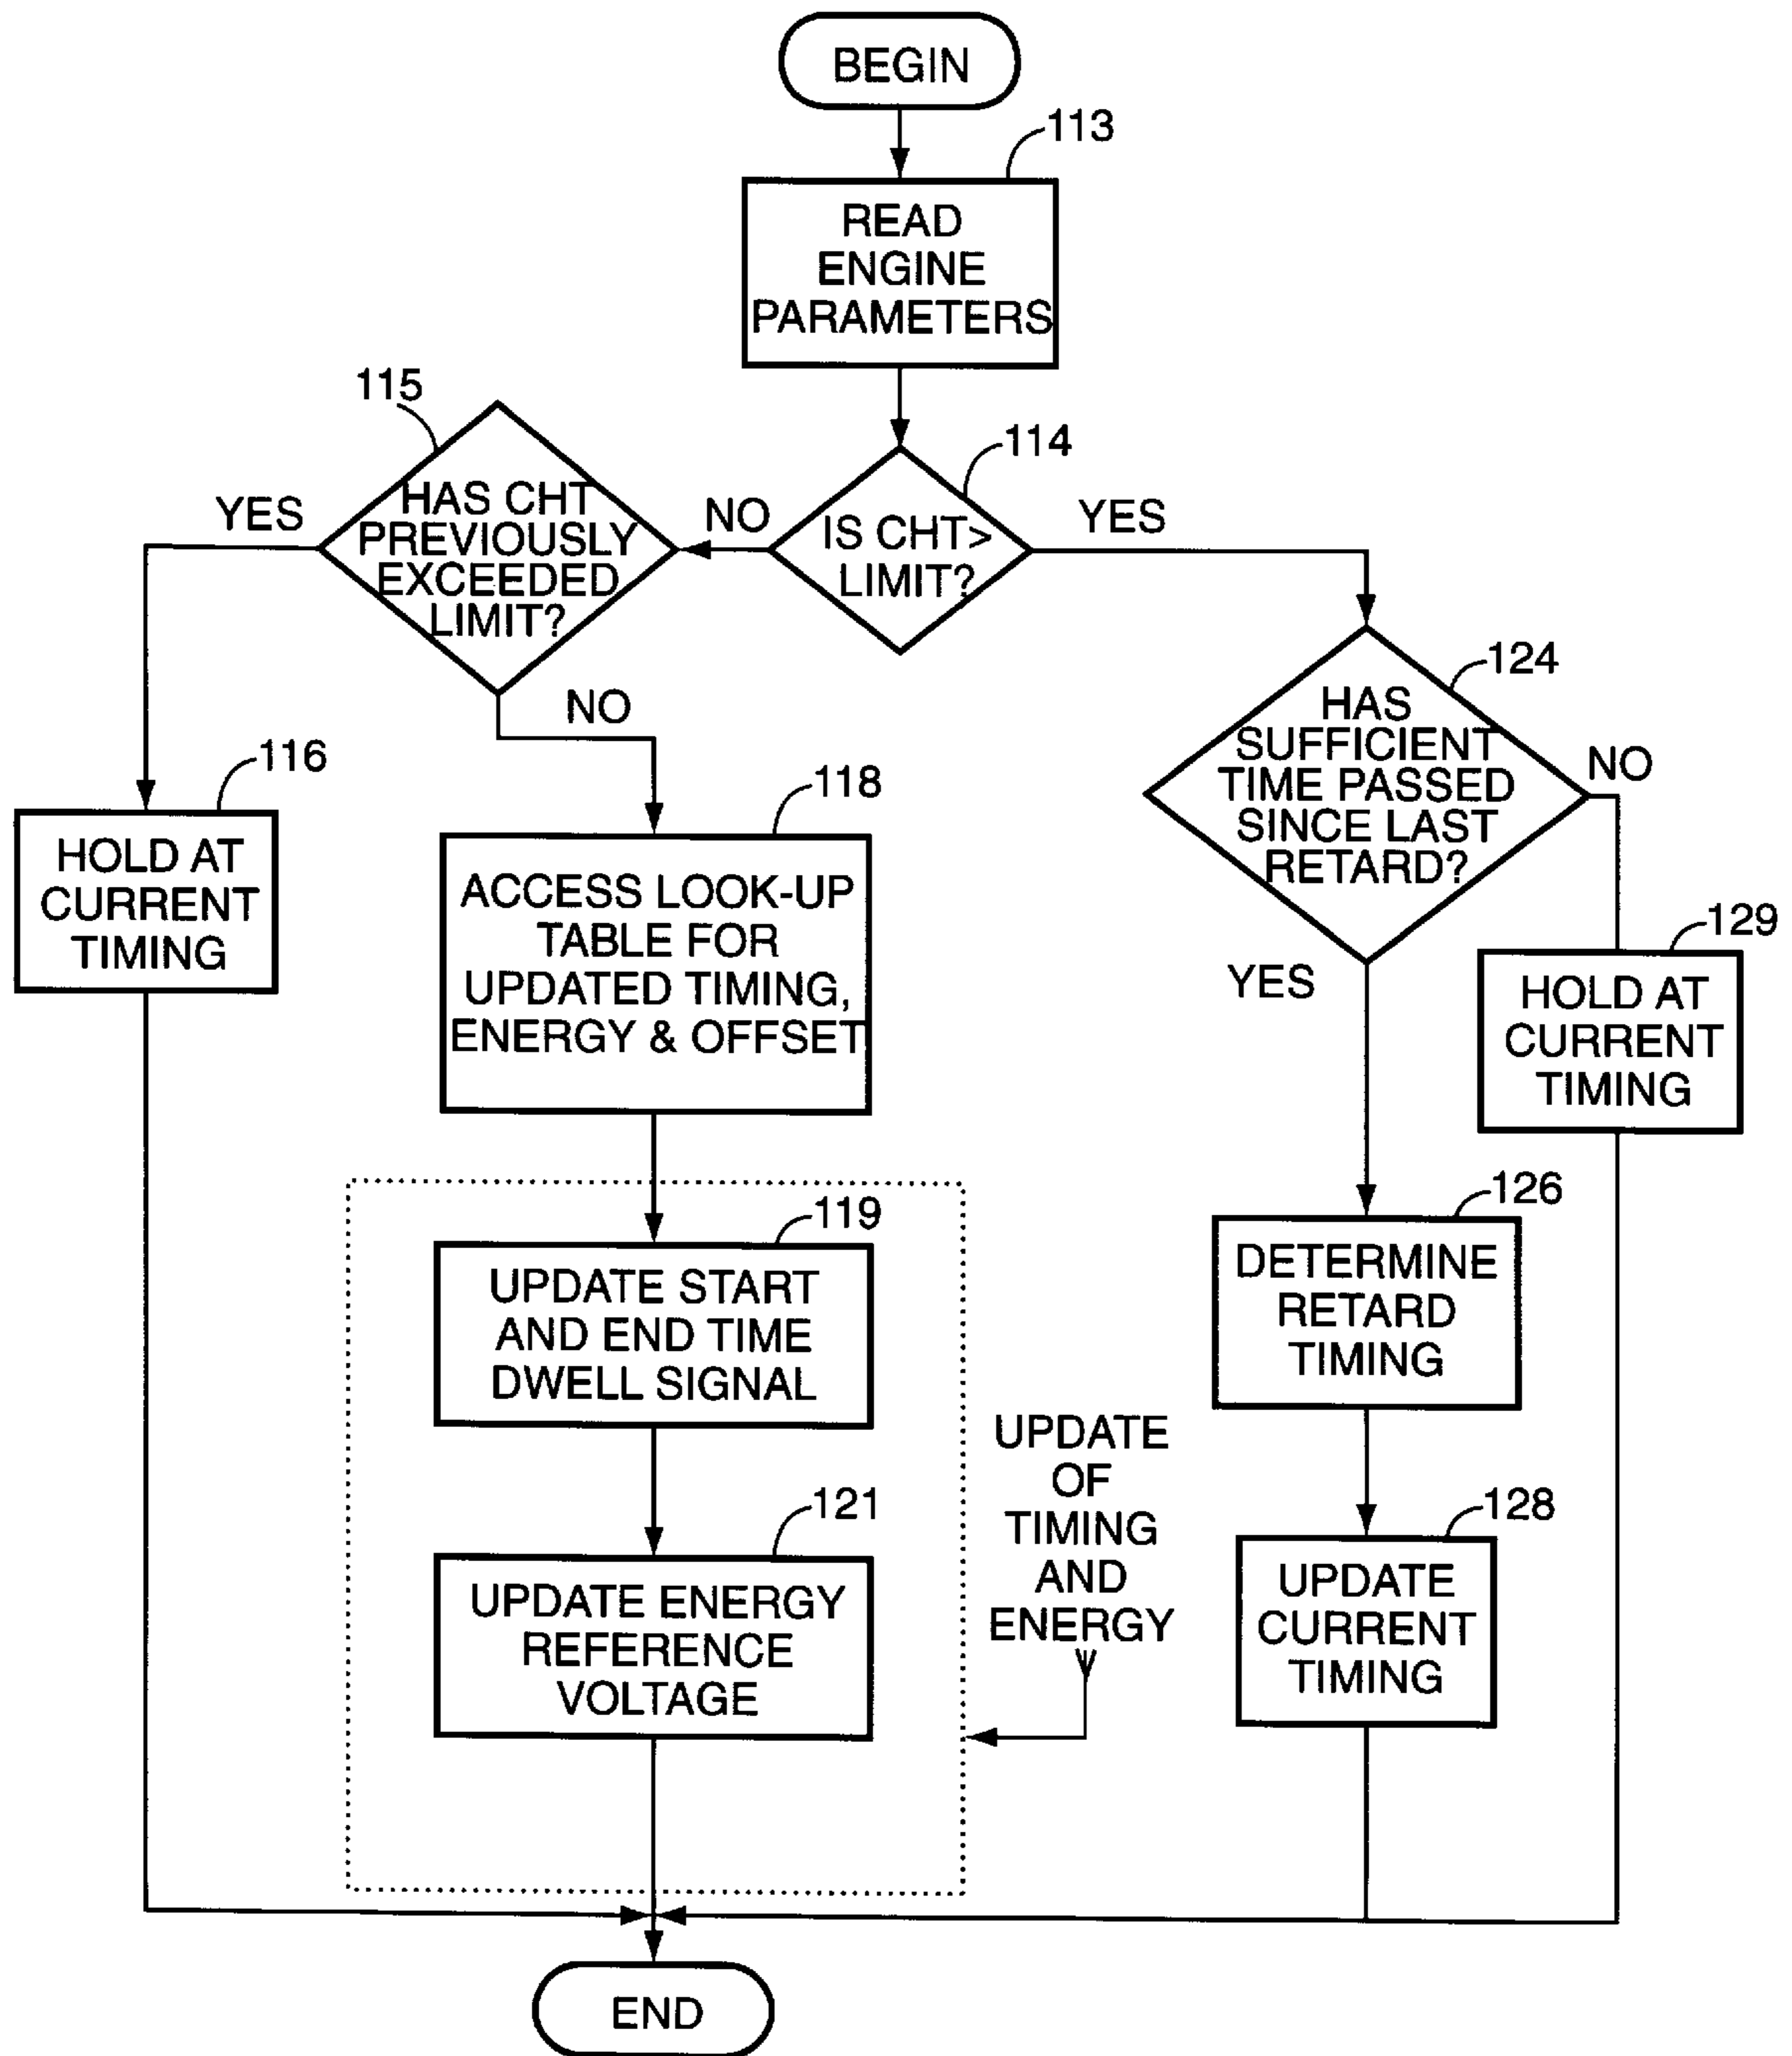 BEGIN
113
READ
ENGINE
PARAMETERS
115
114
HAS CHT
PREVIOUSLY
EXCEEDED
LIMIT?
YES
NO
IS CHT>
LIMIT?
YES
NO
124
HAS
SUFFICIENT
TIME PASSED
SINCE LAST
RETARD?
NO
YES
116
HOLD AT
CURRENT
TIMING
118
ACCESS LOOK-UP
TABLE FOR
UPDATED TIMING,
ENERGY & OFFSET
129
HOLD AT
CURRENT
TIMING
119
UPDATE START
AND END TIME
DWELL SIGNAL
126
DETERMINE
RETARD
TIMING
121
UPDATE ENERGY
REFERENCE
VOLTAGE
UPDATE
OF
TIMING
AND
ENERGY
128
UPDATE
CURRENT
TIMING
END